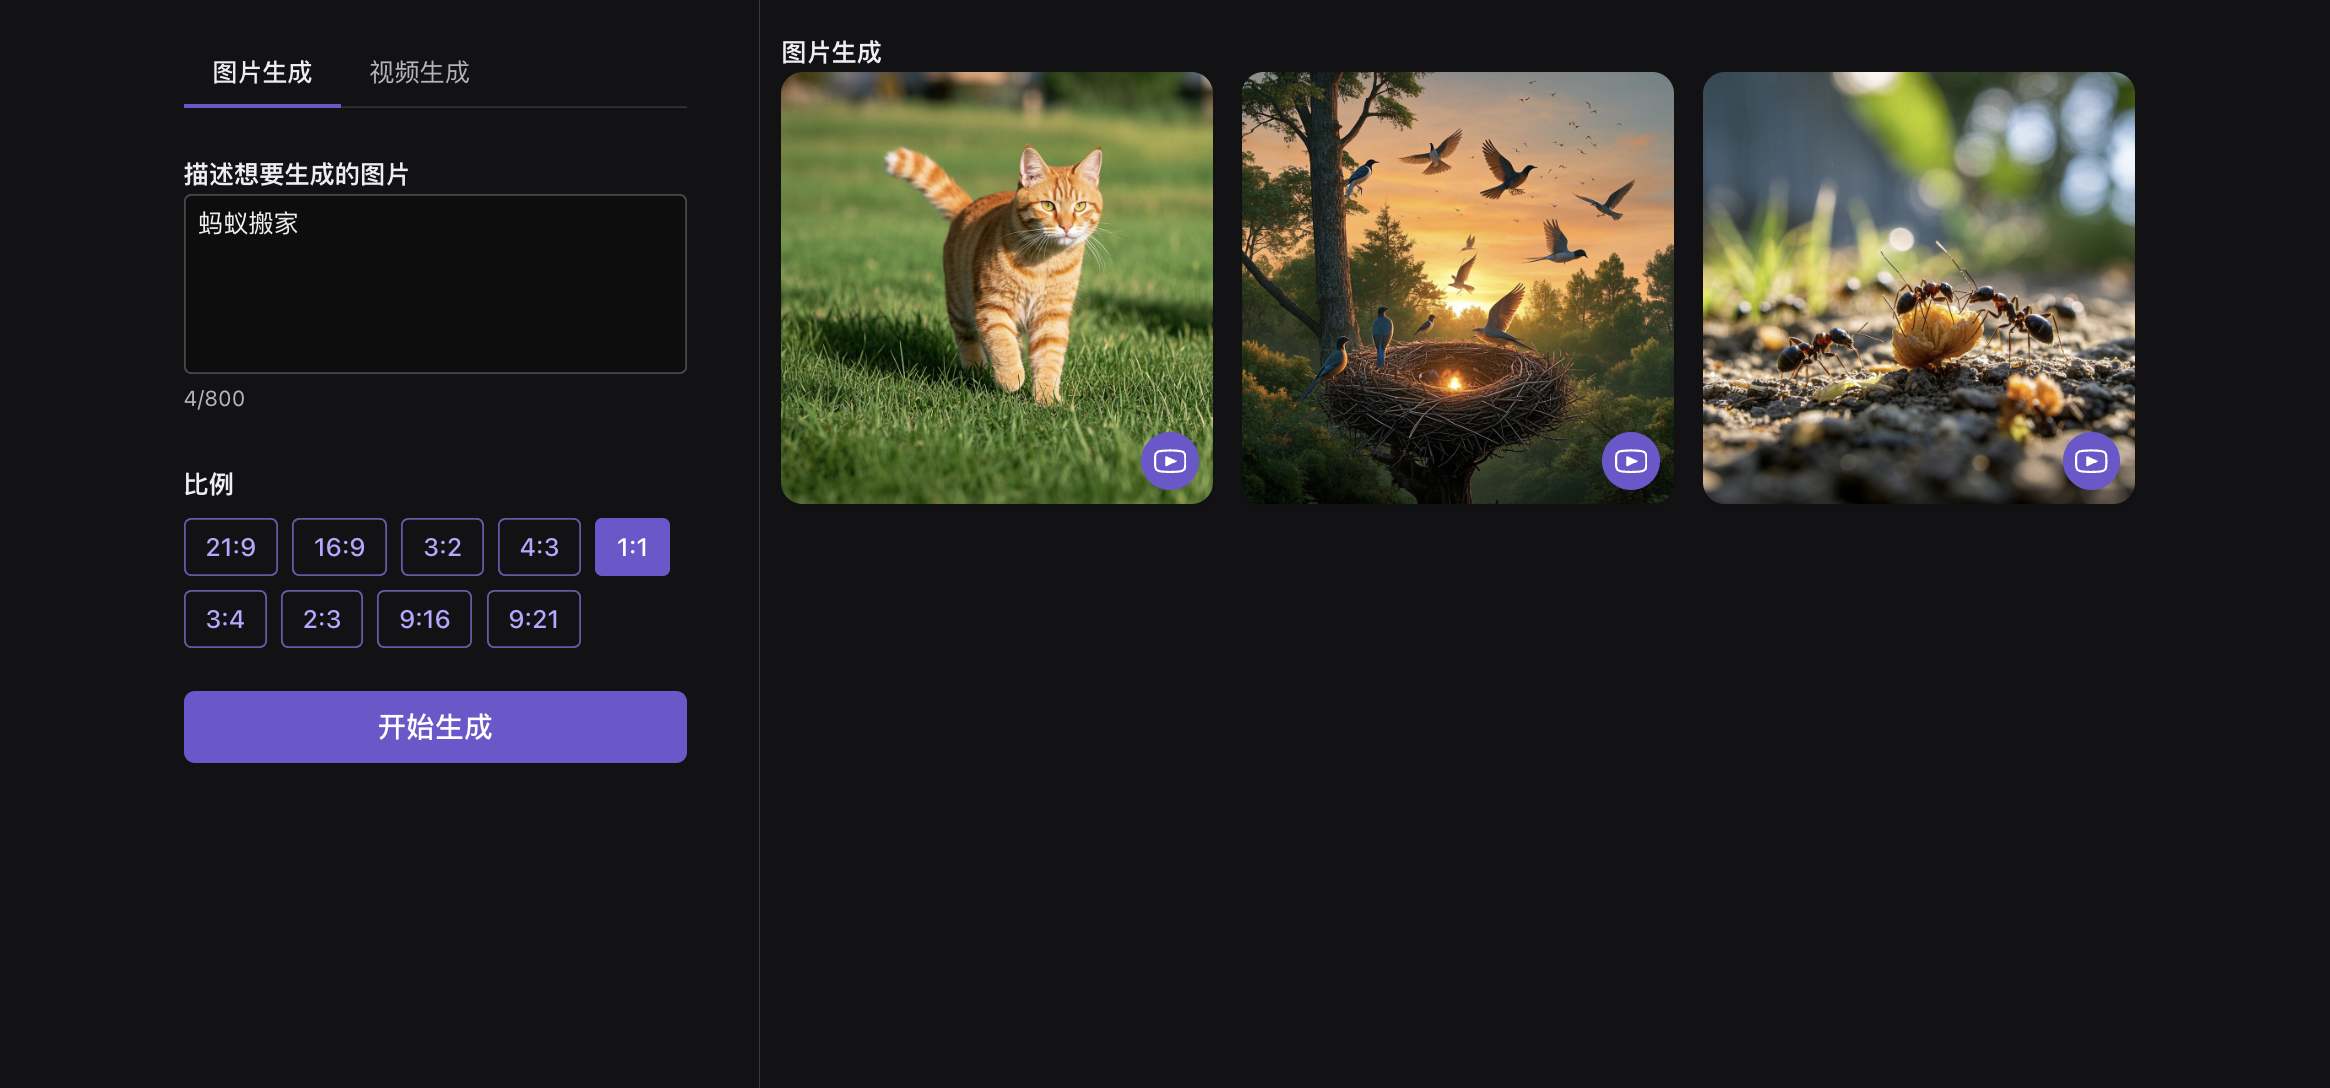 图片生成 视频生成
描述想要生成的图片
蚂蚁搬家
4/800
比例
21:9 16:9 3:2 4:3 1:1
3:4 2:3 9:16 9:21
开始生成
图片生成